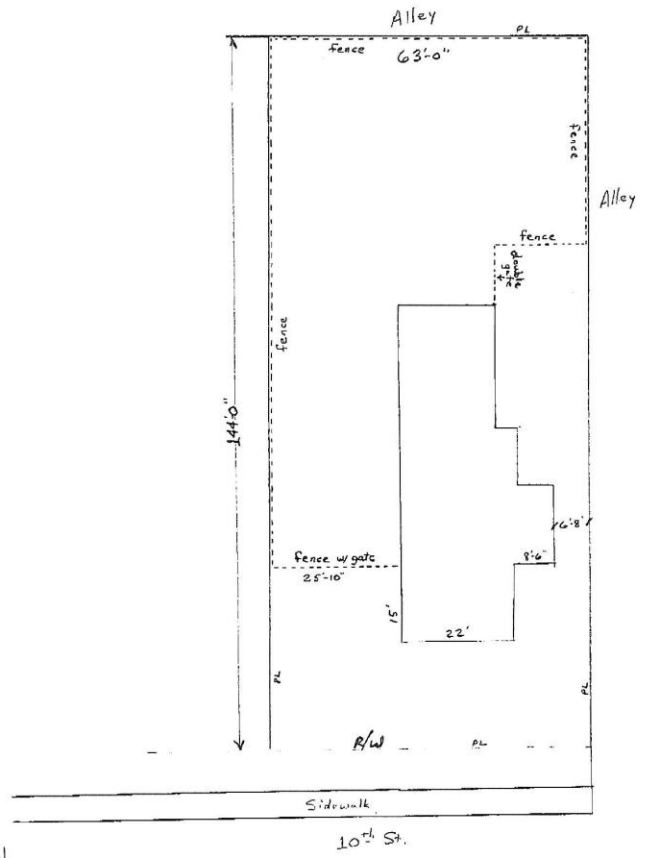 Alley
PL
fence
63'-0"
fence
Alley
fence
double
gate
fence
144'0"
6'-8"
fence w/gate
8'-6"
25'-10"
15'
22'
PL
PL
R/W
PL
Sidewalk
10th St.